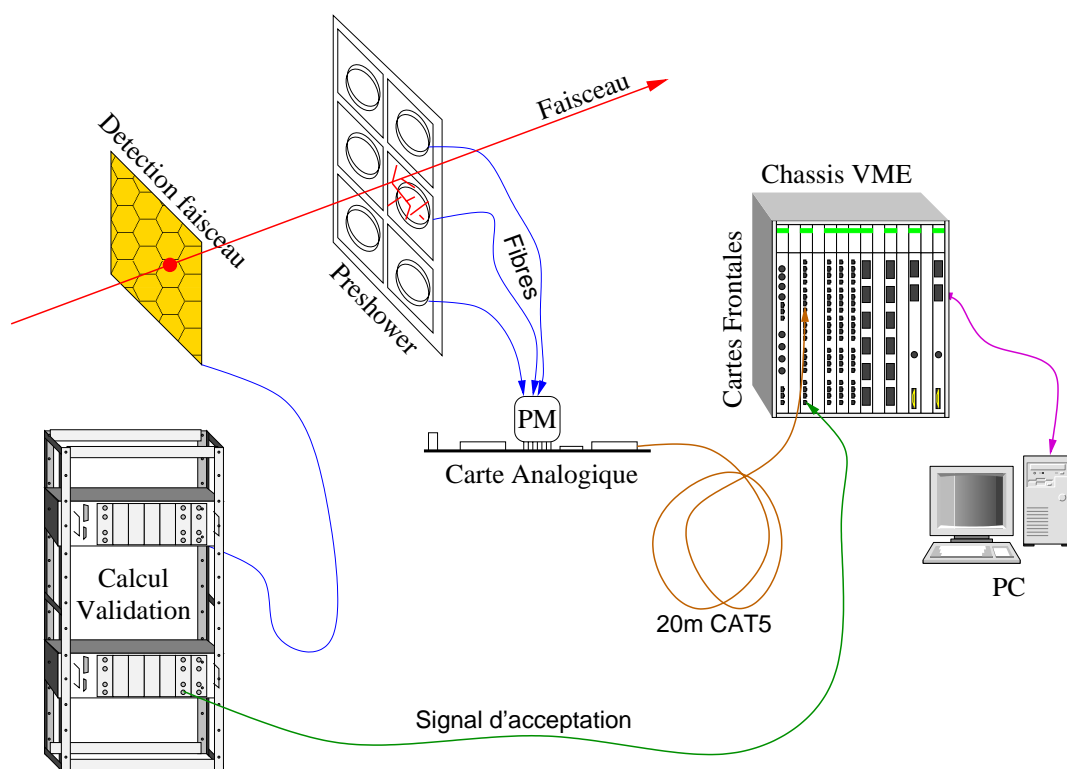 Detection faisceau
Preshower
Faisceau
Fibres
PM
Carte Analogique
Chassis VME
Cartes Frontales
PC
20m CAT5
Calcul
Validation
Signal d'acceptation